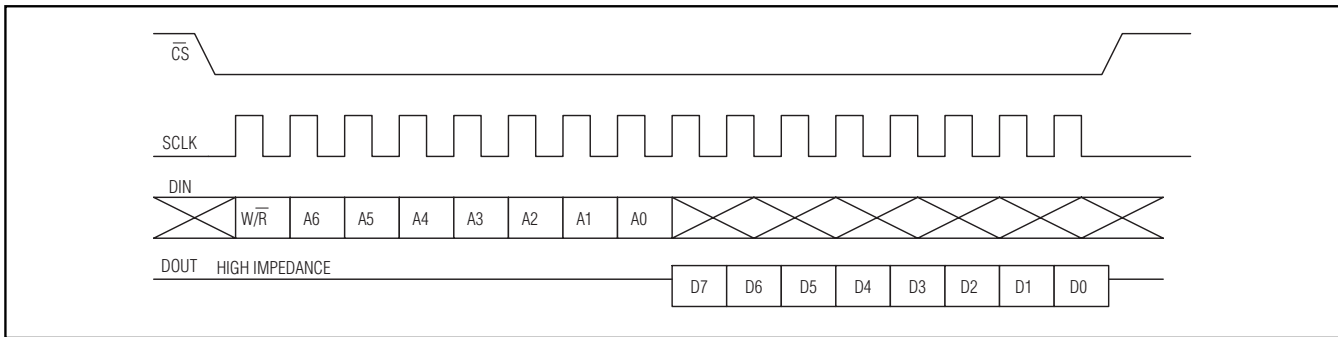 C̅S̅
SCLK
DIN
W/R̅ A6 A5 A4 A3 A2 A1 A0
DOUT HIGH IMPEDANCE
D7 D6 D5 D4 D3 D2 D1 D0